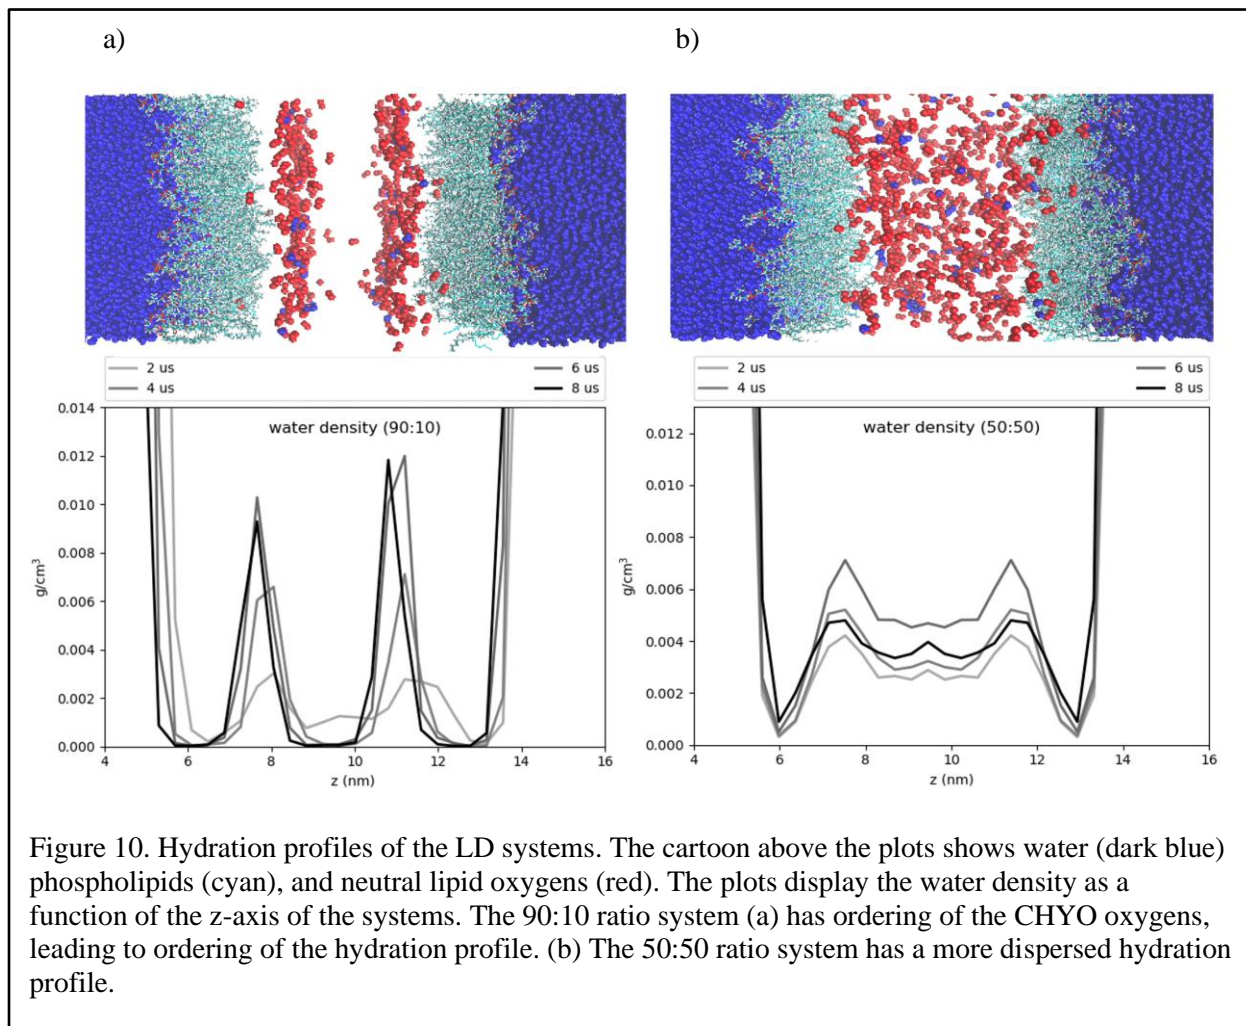 a)
b)
2 us
4 us
6 us
8 us
2 us
4 us
6 us
8 us
water density (90:10)
0.014
0.012
0.010
0.008
0.006
0.004
0.002
0.000
g/cm³
4
6
8
10
12
14
16
z (nm)
water density (50:50)
0.012
0.010
0.008
0.006
0.004
0.002
0.000
g/cm³
4
6
8
10
12
14
16
z (nm)
Figure 10. Hydration profiles of the LD systems. The cartoon above the plots shows water (dark blue)
phospholipids (cyan), and neutral lipid oxygens (red). The plots display the water density as a
function of the z-axis of the systems. The 90:10 ratio system (a) has ordering of the CHYO oxygens,
leading to ordering of the hydration profile. (b) The 50:50 ratio system has a more dispersed hydration
profile.